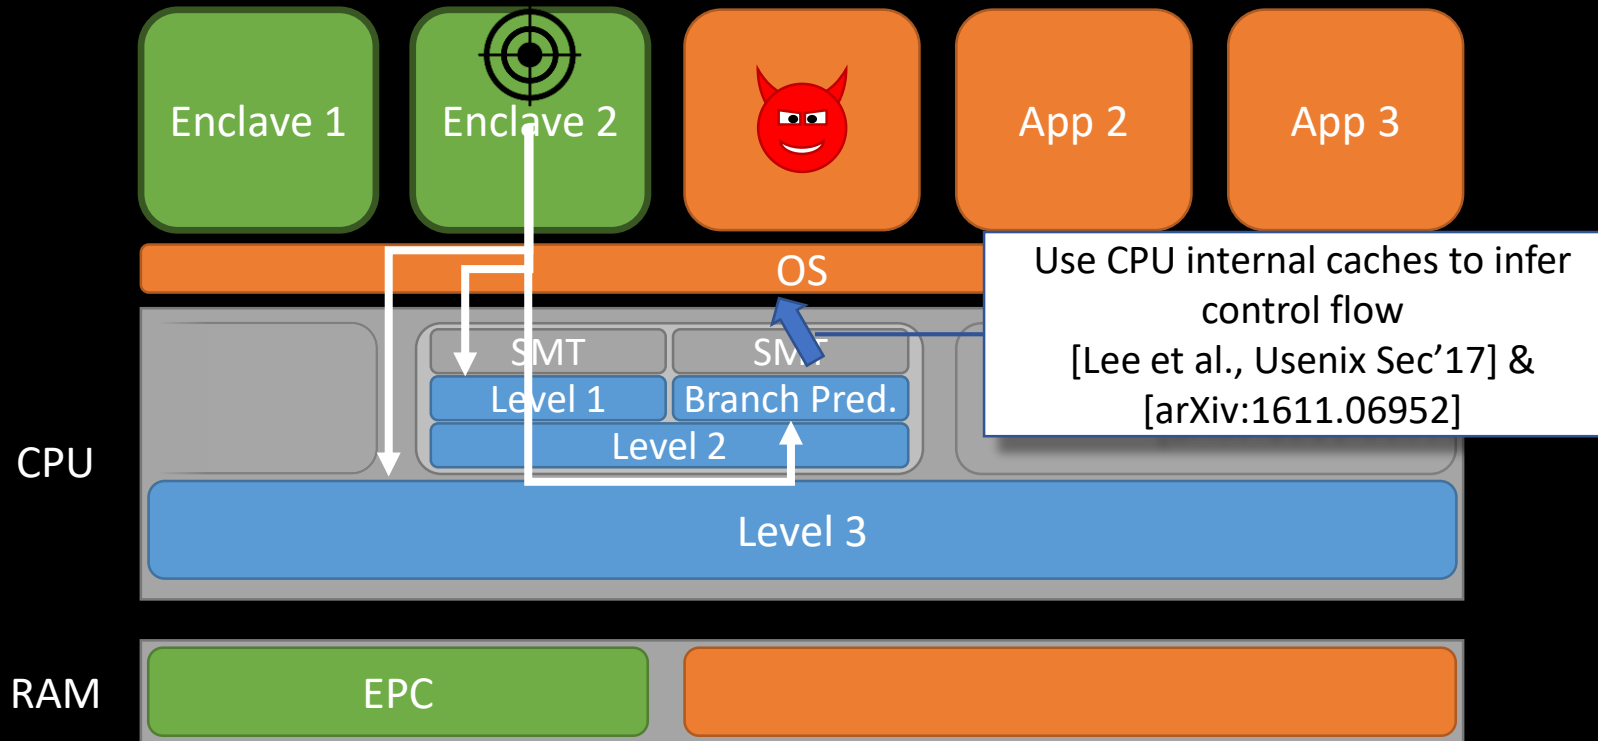 Enclave 1
Enclave 2
App 2
App 3
OS
Use CPU internal caches to infer
control flow
[Lee et al., Usenix Sec’17] &
[arXiv:1611.06952]
SMT
SMT
Level 1
Branch Pred.
Level 2
CPU
Level 3
RAM
EPC